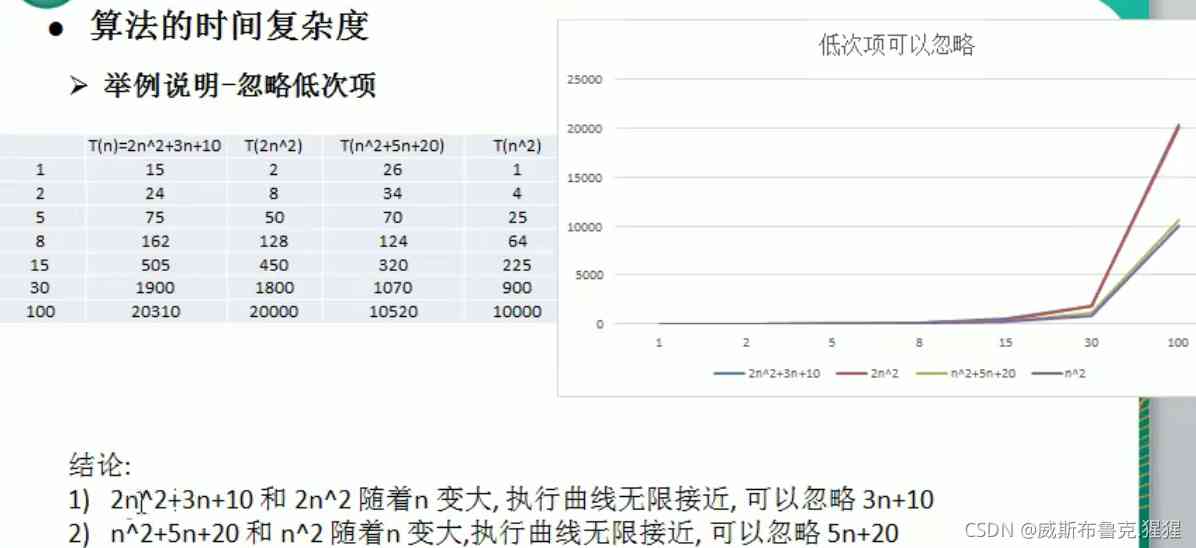 算法的时间复杂度
举例说明-忽略低次项
T(n)=2n^2+3n+10 T(2n^2) T(n^2+5n+20) T(n^2)
1 15 2 26 1
2 24 8 34 4
5 75 50 70 25
8 162 128 124 64
15 505 450 320 225
30 1900 1800 1070 900
100 20310 20000 10520 10000
低次项可以忽略
25000
20000
15000
10000
5000
0
1 2 5 8 15 30 100
2n^2+3n+10 2n^2 n^2+5n+20 n^2
结论:
1) 2n^2+3n+10 和 2n^2 随着n 变大, 执行曲线无限接近, 可以忽略 3n+10
2) n^2+5n+20 和 n^2 随着n 变大,执行曲线无限接近, 可以忽略 5n+20
CSDN @威斯布鲁克.猩猩